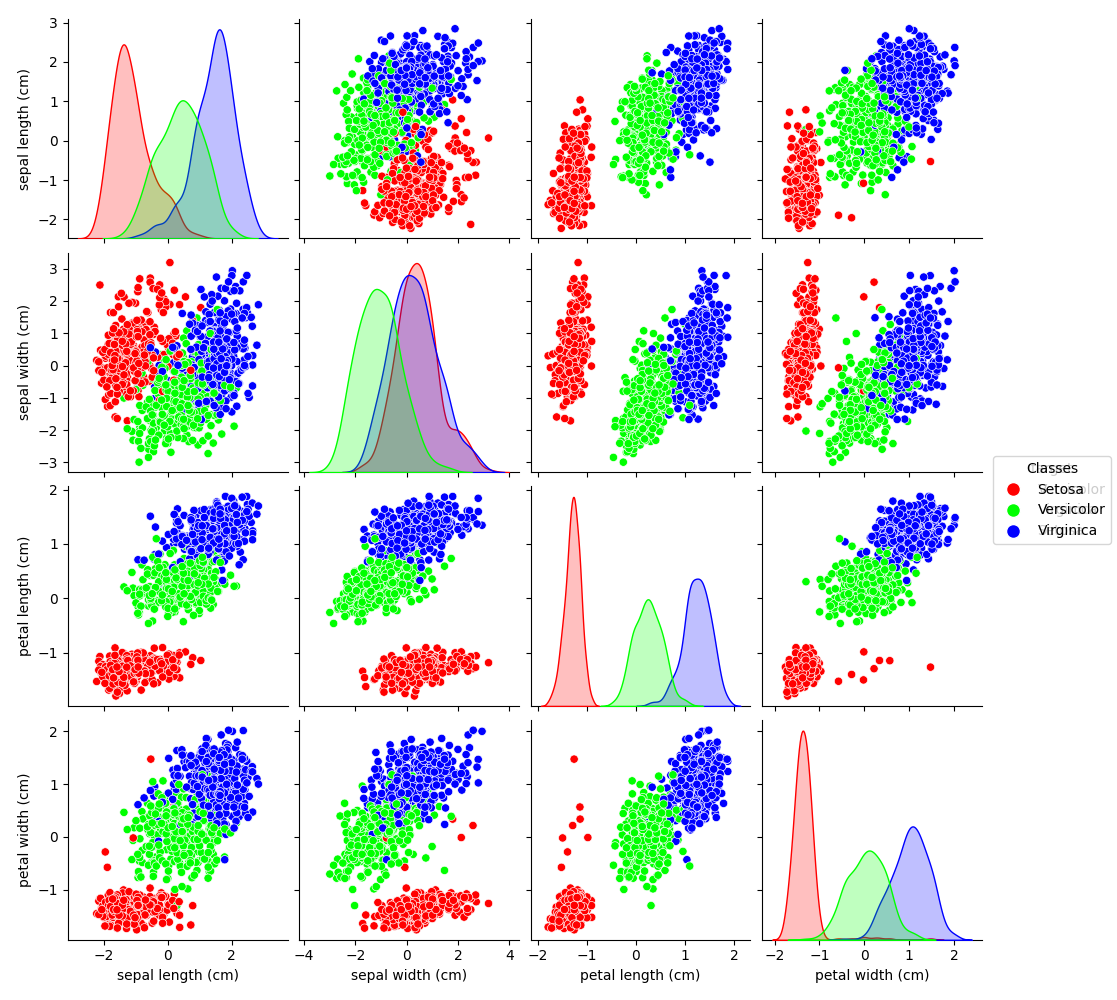 3
2
1
0
−1
−2
sepal length (cm)
3
2
1
0
−1
−2
−3
sepal width (cm)
Classes
Setosa
Versicolor
Virginica
2
1
0
−1
petal length (cm)
2
1
0
−1
petal width (cm)
−2 0 2
−4 −2 0 2 4
−2 −1 0 1 2
−2 −1 0 1 2
sepal length (cm) sepal width (cm) petal length (cm) petal width (cm)